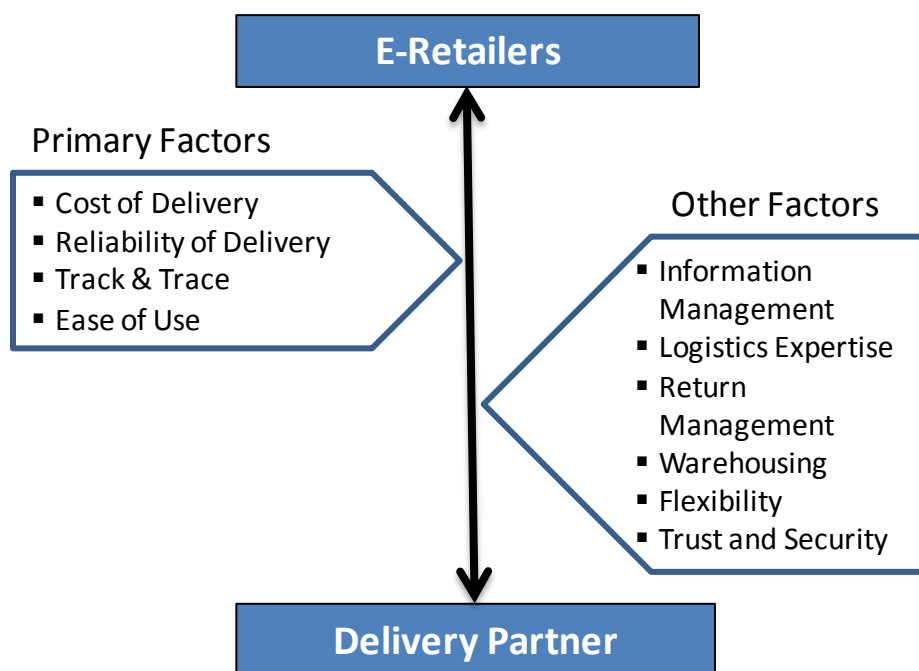 E-Retailers
Primary Factors
▪ Cost of Delivery
▪ Reliability of Delivery
▪ Track & Trace
▪ Ease of Use
Other Factors
▪ Information
Management
▪ Logistics Expertise
▪ Return
Management
▪ Warehousing
▪ Flexibility
▪ Trust and Security
Delivery Partner